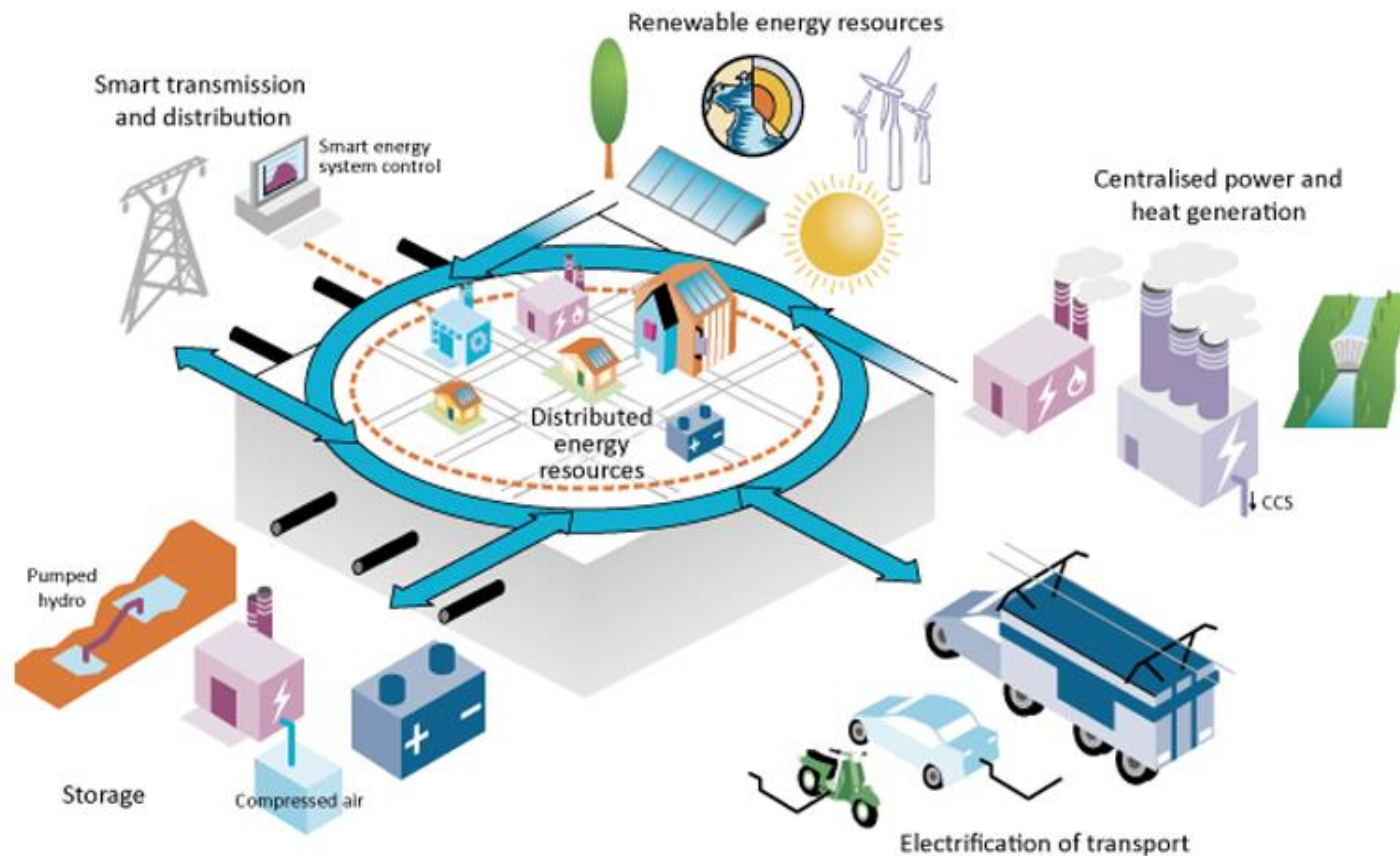 Renewable energy resources
Smart transmission
and distribution
Smart energy
system control
Centralised power and
heat generation
Distributed
energy
resources
CCS
Pumped
hydro
Storage
Compressed air
Electrification of transport